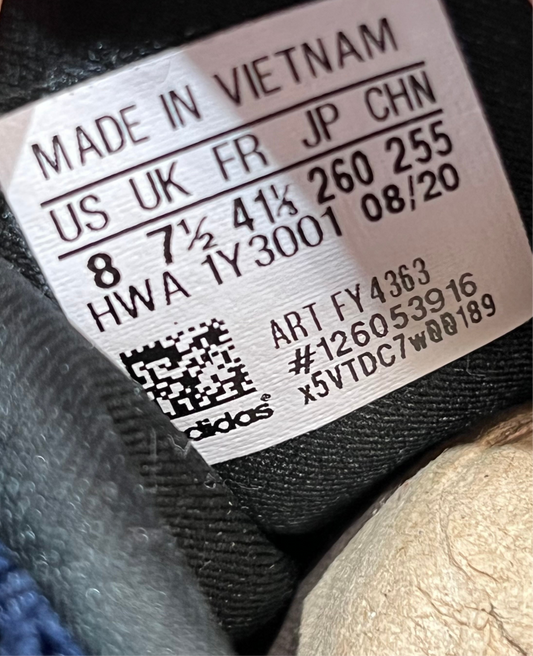 MADE IN VIETNAM
US UK FR JP CHN
8 7½ 41⅓ 260 255
HWA 1Y3001 08/20
ART FY4363
#126053916
x5VTDC7w00189
adidas®